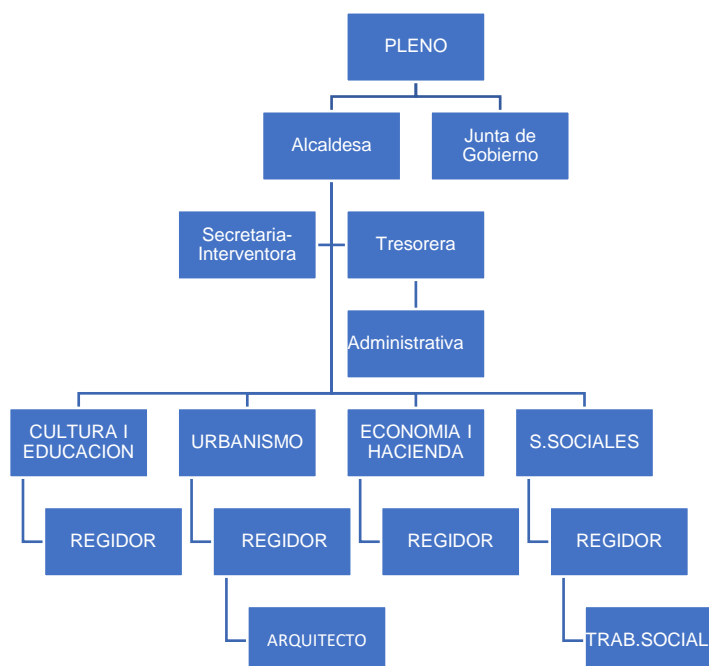 PLENO
Alcaldesa
Junta de
Gobierno
Secretaria-
Interventora
Tresorera
Administrativa
CULTURA I
EDUCACION
URBANISMO
ECONOMIA I
HACIENDA
S.SOCIALES
REGIDOR
REGIDOR
REGIDOR
REGIDOR
ARQUITECTO
TRAB.SOCIAL